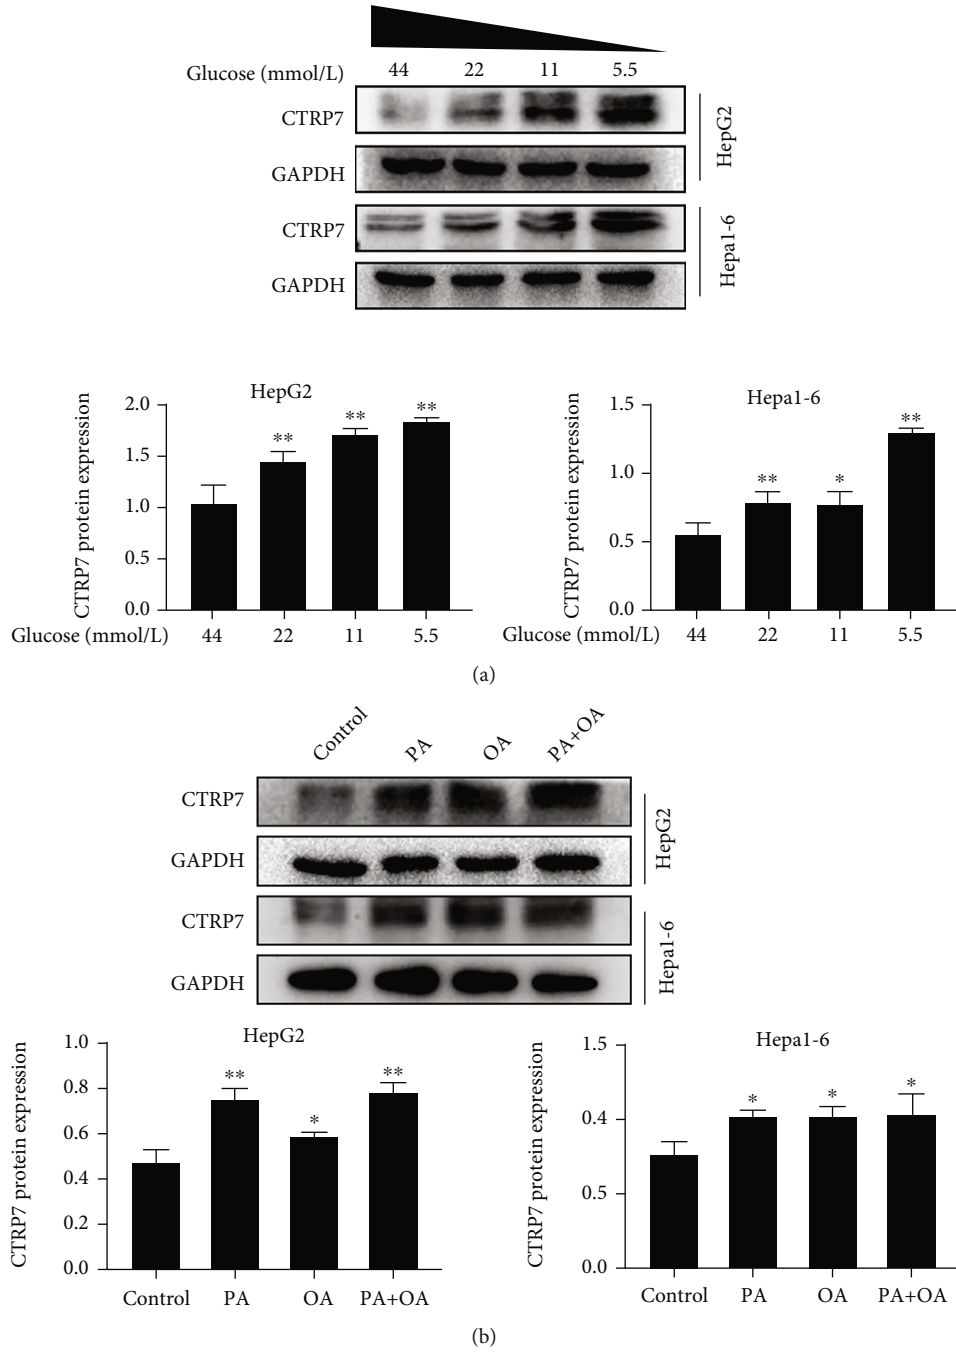 Glucose (mmol/L) 44 22 11 5.5
CTRP7
GAPDH
HepG2
CTRP7
GAPDH
Hepa1-6
HepG2
CTRP7 protein expression
2.0
1.5
1.0
0.5
0.0
** ** **
Glucose (mmol/L) 44 22 11 5.5
Hepa1-6
CTRP7 protein expression
1.5
1.0
0.5
0.0
** * **
Glucose (mmol/L) 44 22 11 5.5
(a)
Control PA OA PA+OA
CTRP7
GAPDH
HepG2
CTRP7
GAPDH
Hepa1-6
HepG2
CTRP7 protein expression
1.0
0.8
0.6
0.4
0.2
0.0
** * **
Control PA OA PA+OA
Hepa1-6
CTRP7 protein expression
1.5
0.4
0.5
0.0
* * *
Control PA OA PA+OA
(b)